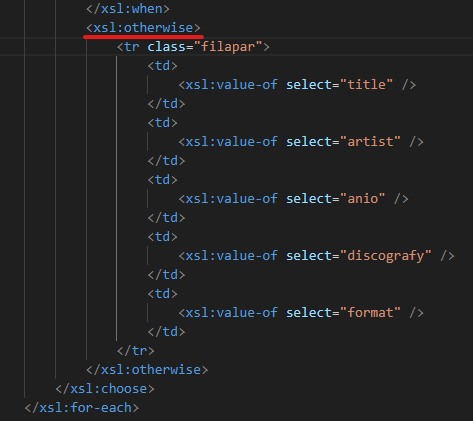 </xsl:when>
<xsl:otherwise>
<tr class="filapar">
<td>
<xsl:value-of select="title" />
</td>
<td>
<xsl:value-of select="artist" />
</td>
<td>
<xsl:value-of select="anio" />
</td>
<td>
<xsl:value-of select="discografy" />
</td>
<td>
<xsl:value-of select="format" />
</td>
</tr>
</xsl:otherwise>
</xsl:choose>
</xsl:for-each>